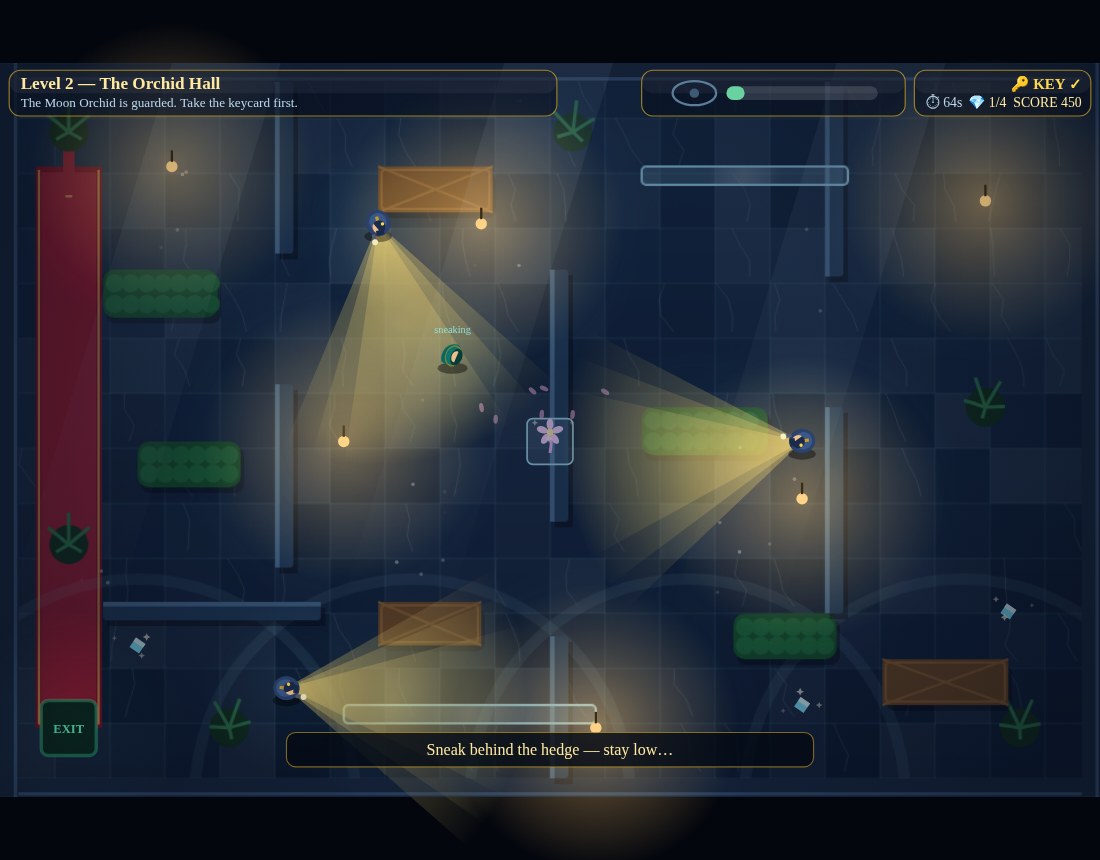 Level 2 — The Orchid Hall
The Moon Orchid is guarded. Take the keycard first.
🔑 KEY ✓
⏱ 64s 💎 1/4 SCORE 450
sneaking
EXIT
Sneak behind the hedge — stay low…